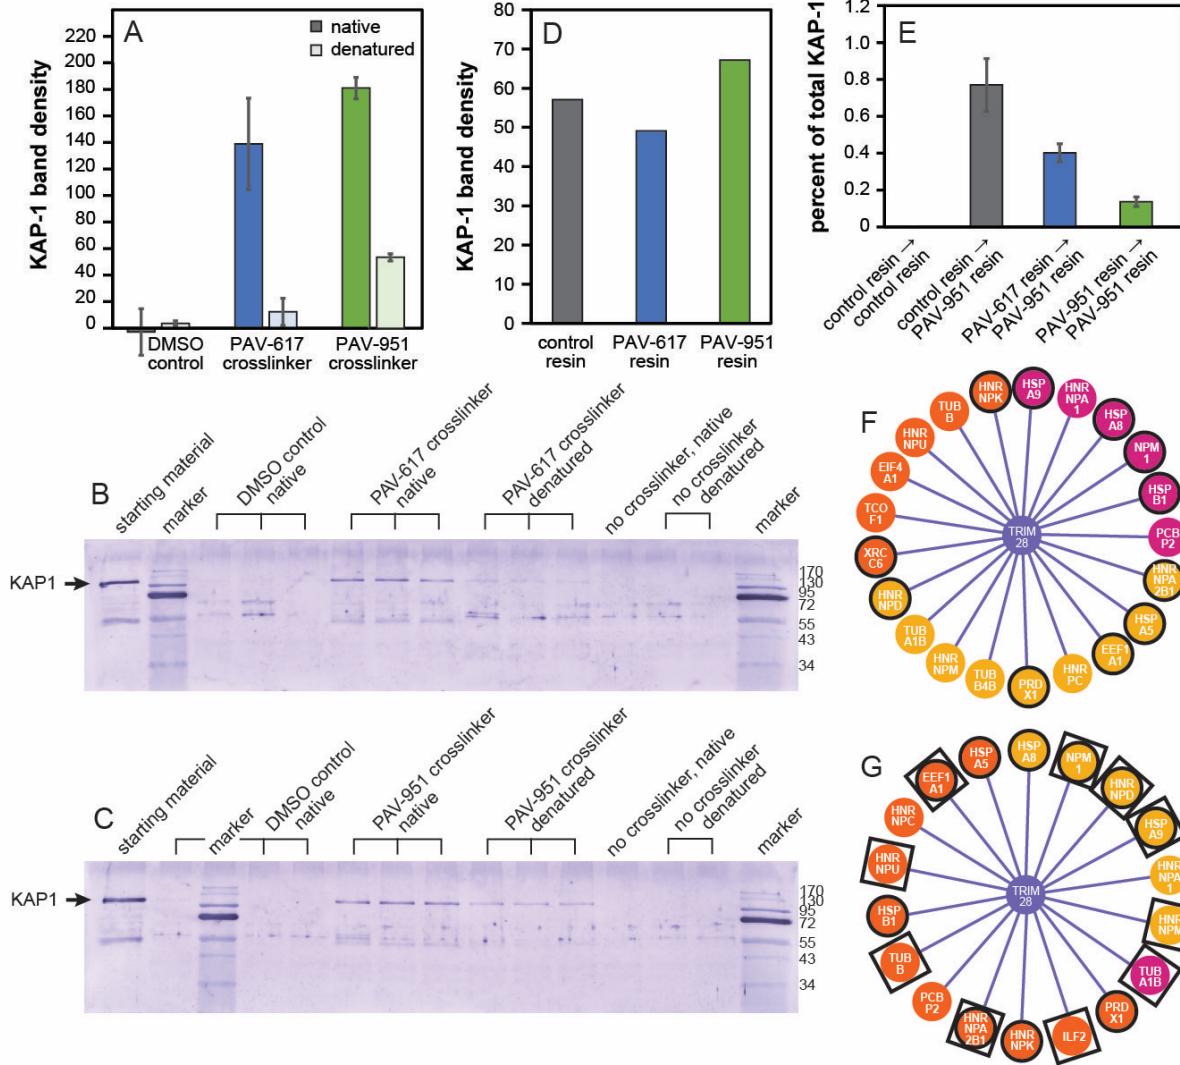 A
native
denatured
KAP-1 band density
220
200
180
160
140
120
100
80
60
40
20
0
DMSO
control
PAV-617
crosslinker
PAV-951
crosslinker
D
KAP-1 band density
80
70
60
50
40
30
20
10
0
control
resin
PAV-617
resin
PAV-951
resin
E
percent of total KAP-1
1.2
1.0
0.8
0.4
0.2
0
control resin →
control resin
control resin →
PAV-951 resin
PAV-617 resin →
PAV-951 resin
PAV-951 resin →
PAV-951 resin
B
starting material
marker
DMSO control
native
PAV-617 crosslinker
native
PAV-617 crosslinker
denatured
no crosslinker, native
no crosslinker
denatured
marker
KAP1
170
130
95
72
55
43
34
C
starting material
marker
DMSO control
native
PAV-951 crosslinker
native
PAV-951 crosslinker
denatured
no crosslinker, native
no crosslinker
denatured
marker
KAP1
170
130
95
72
55
43
34
F
TRIM
28
HSP
A9
HNR
NPA
1
HSP
A8
NPM
1
HSP
B1
PCB
P2
HNR
NPA
2B1
HSP
A5
EEF1
A1
HNR
PC
PRD
X1
TUB
B4B
HNR
NPM
TUB
A1B
HNR
NPD
XRC
C6
TCO
F1
EIF4
A1
HNR
NPU
TUB
B
HNR
NPK
G
TRIM
28
HSP
A8
NPM
1
HNR
NPD
HSP
A9
HNR
NPA
1
HNR
NPM
TUB
A1B
PRD
X1
ILF2
HNR
NPK
HNR
NPA
2B1
PCB
P2
TUB
B
HSP
B1
HNR
NPU
HNR
NPC
EEF1
A1
HSP
A5